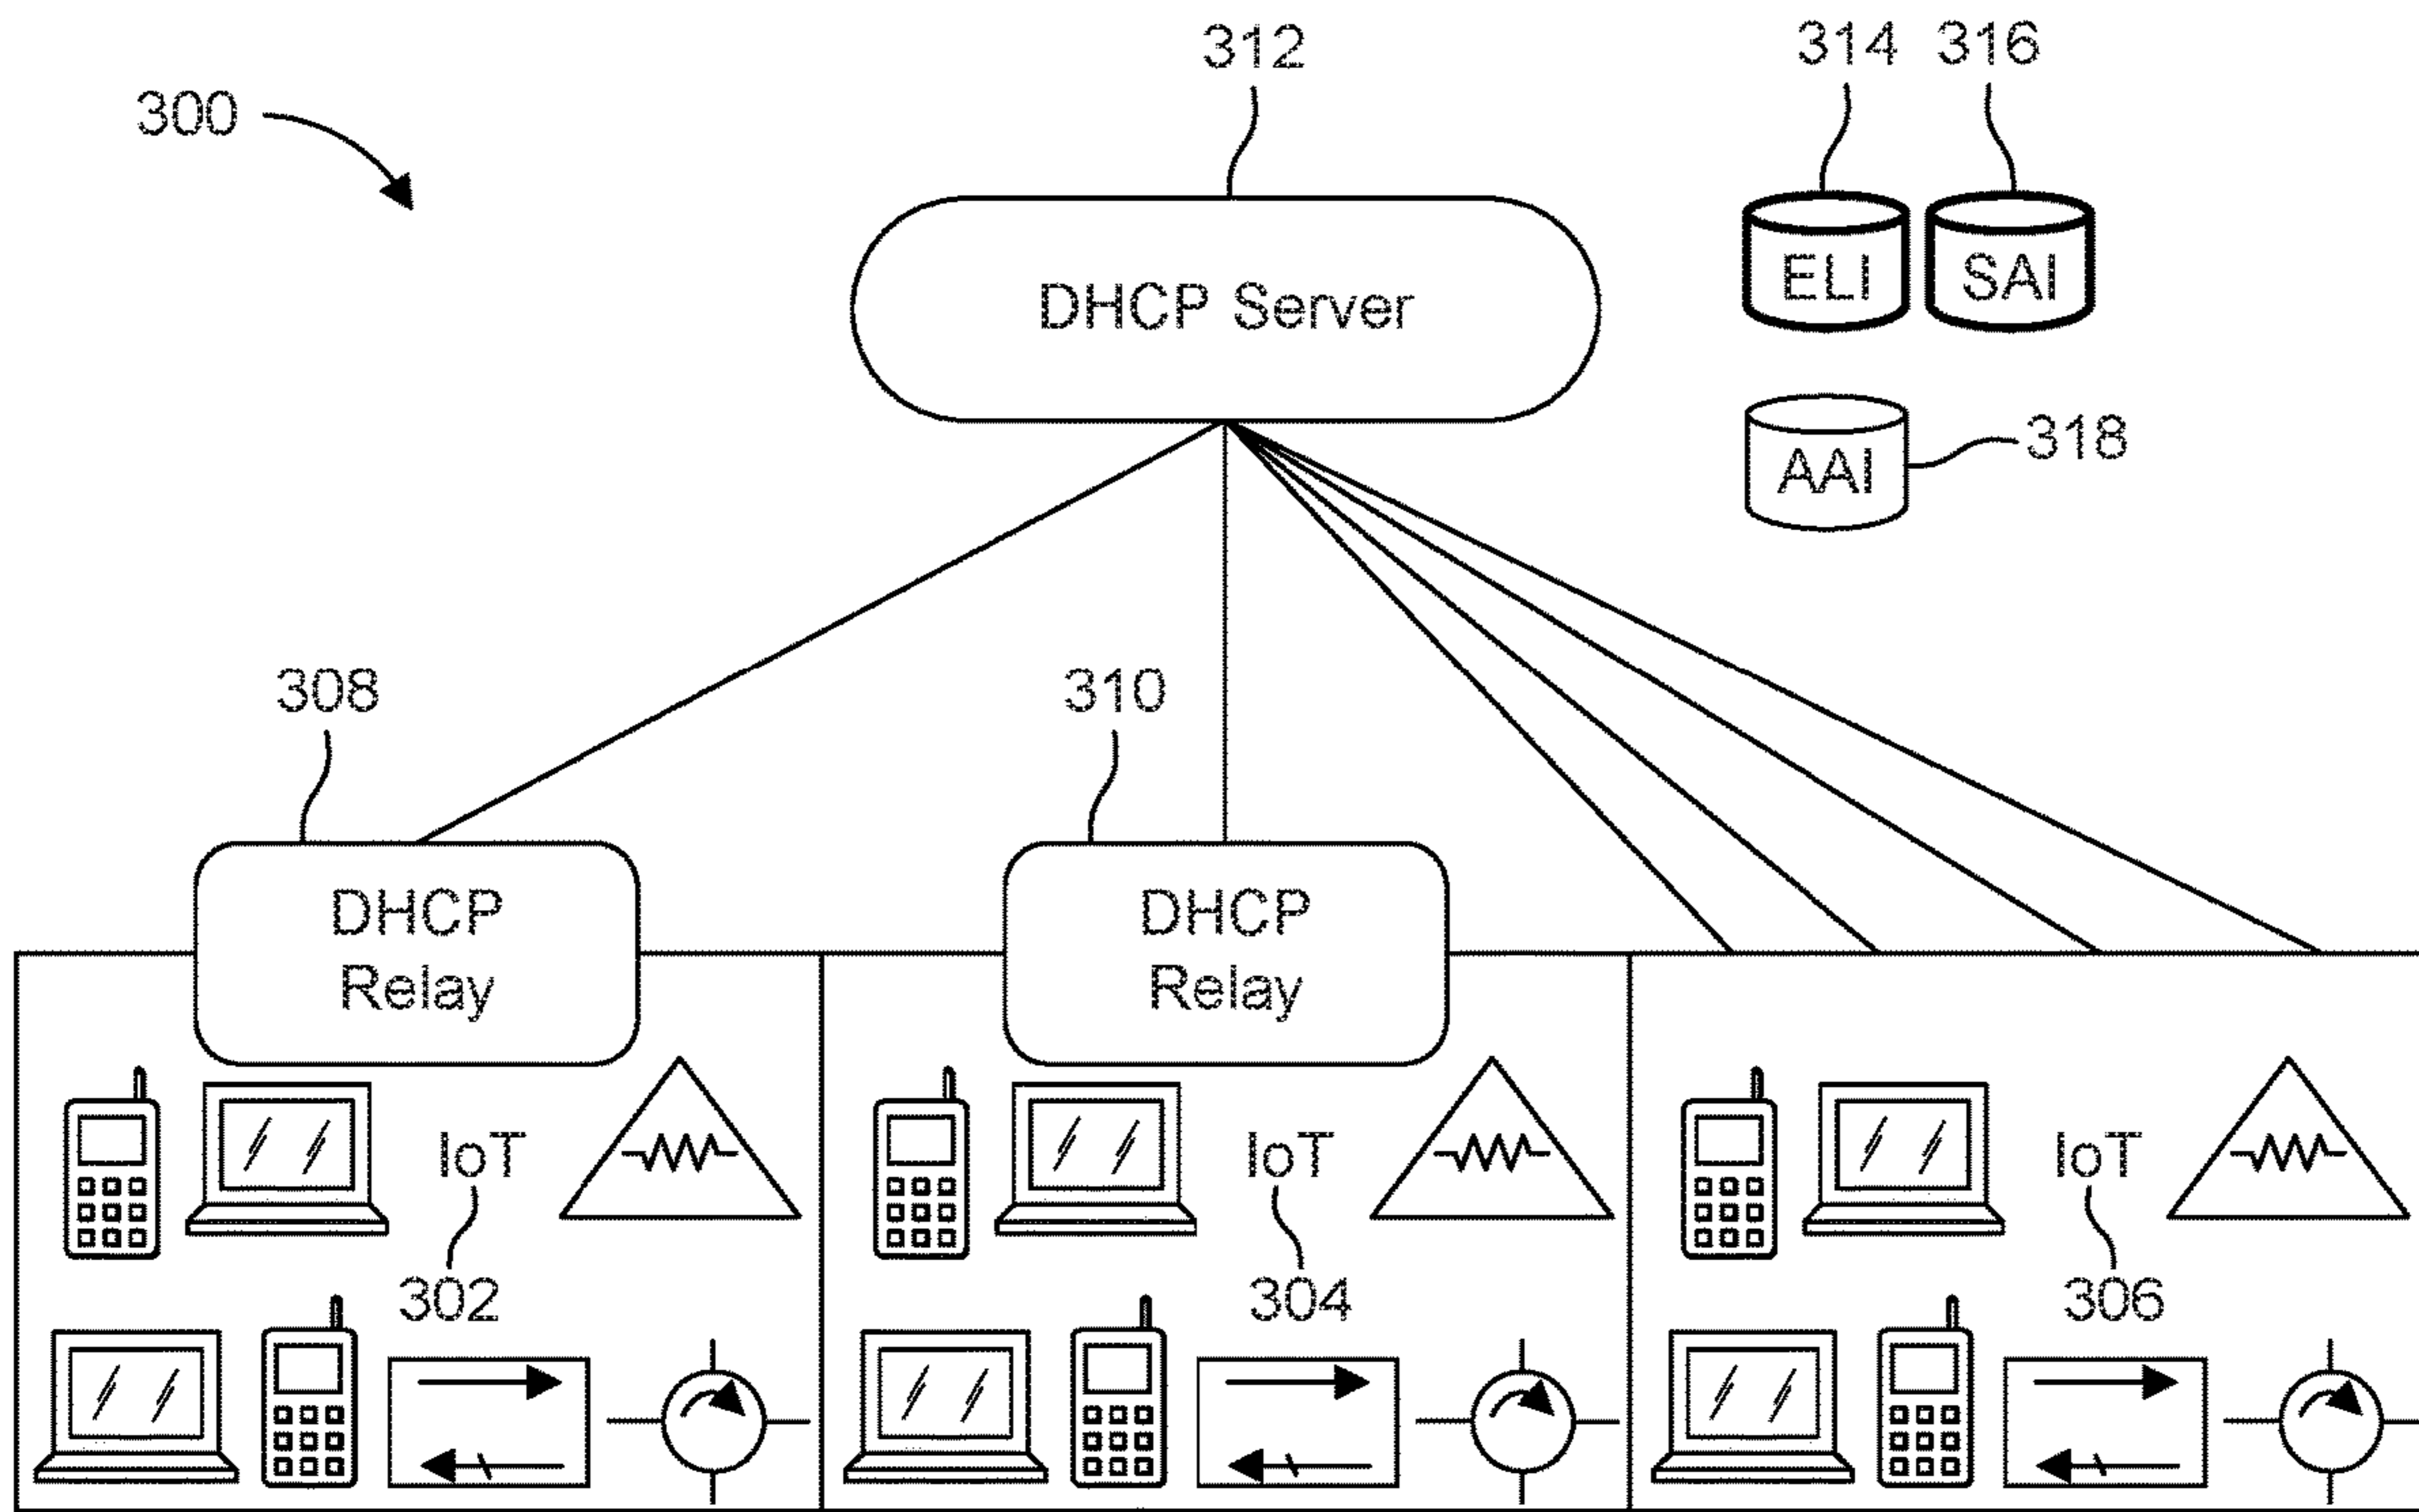 312
314 316
300
ELI SAI
DHCP Server
AAI
318
308
310
DHCP
Relay
DHCP
Relay
IoT
IoT
IoT
302
304
306